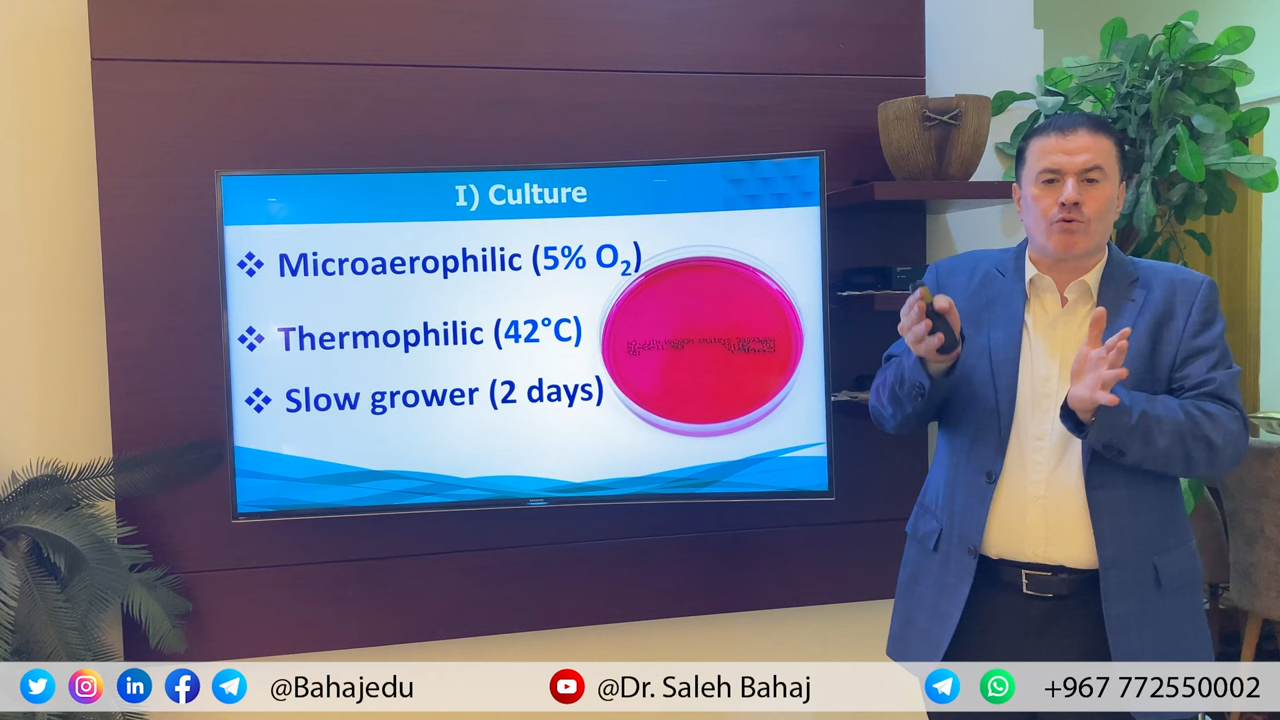 I) Culture
❖ Microaerophilic (5% O₂)
❖ Thermophilic (42°C)
❖ Slow grower (2 days)
@Bahajedu
@Dr. Saleh Bahaj
+967 772550002